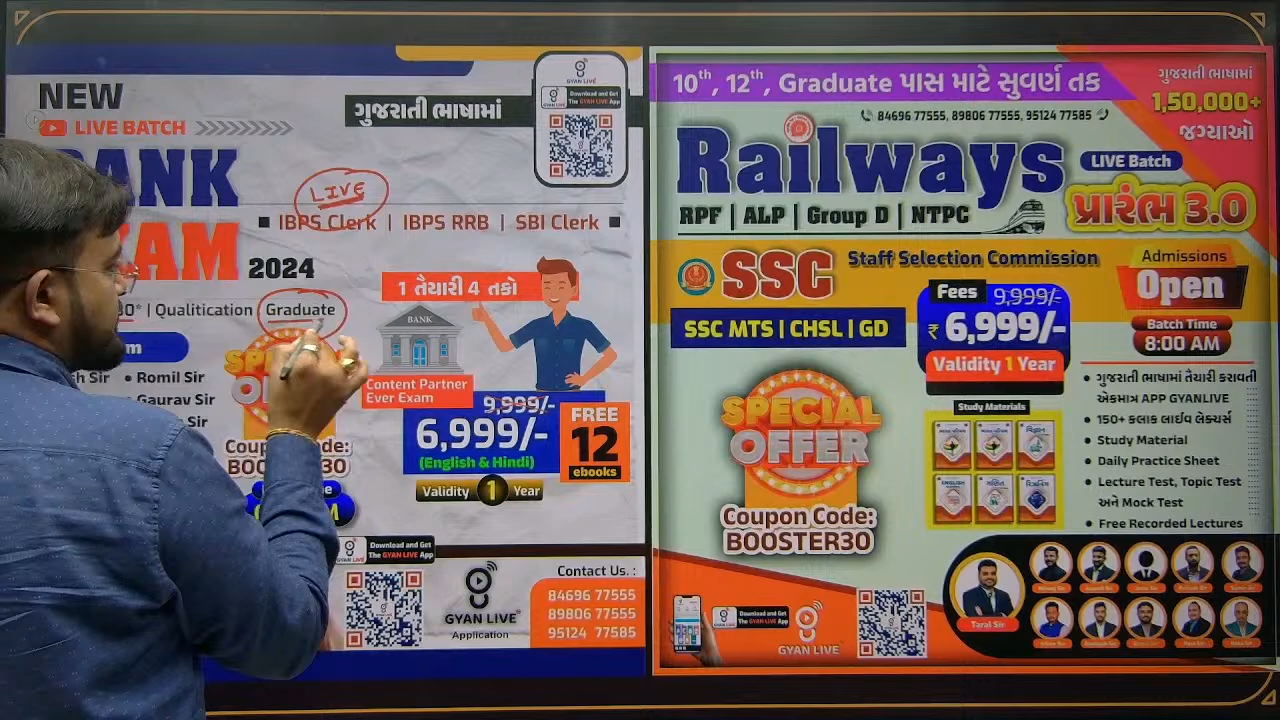 NEW
LIVE BATCH
ગુજરાતી ભાષામાં
GYAN LIVE
Download and Get
The GYAN LIVE App
BANK
EXAM 2024
LIVE
IBPS Clerk | IBPS RRB | SBI Clerk
1 તૈયારી 4 તકો
| Qualitication : Graduate
BANK
Romil Sir
Gaurav Sir
Sir
Content Partner
Ever Exam
Coupon Code:
9,999/-
6,999/-
(English & Hindi)
Validity 1 Year
FREE
12
ebooks
Download and Get
The GYAN LIVE App
GYAN LIVE
Application
Contact Us. :
84696 77555
89806 77555
95124 77585
10th, 12th, Graduate પાસ માટે સુવર્ણ તક
ગુજરાતી ભાષામાં
1,50,000+
જગ્યાઓ
84696 77555, 89806 77555, 95124 77585
Railways
LIVE Batch
RPF | ALP | Group D | NTPC
પ્રારંભ 3.0
SSC Staff Selection Commission
SSC MTS | CHSL | GD
Fees 9,999/-
₹ 6,999/-
Validity 1 Year
Admissions
Open
Batch Time
8:00 AM
SPECIAL
OFFER
Coupon Code:
BOOSTER30
Study Materials
ગુજરાતી ભાષામાં તૈયારી કરાવતી
એકમાત્ર APP GYANLIVE
150+ કલાક લાઈવ લેક્ચર્સ
Study Material
Daily Practice Sheet
Lecture Test, Topic Test
અને Mock Test
Free Recorded Lectures
Download and Get
The GYAN LIVE App
GYAN LIVE
Taral Sir